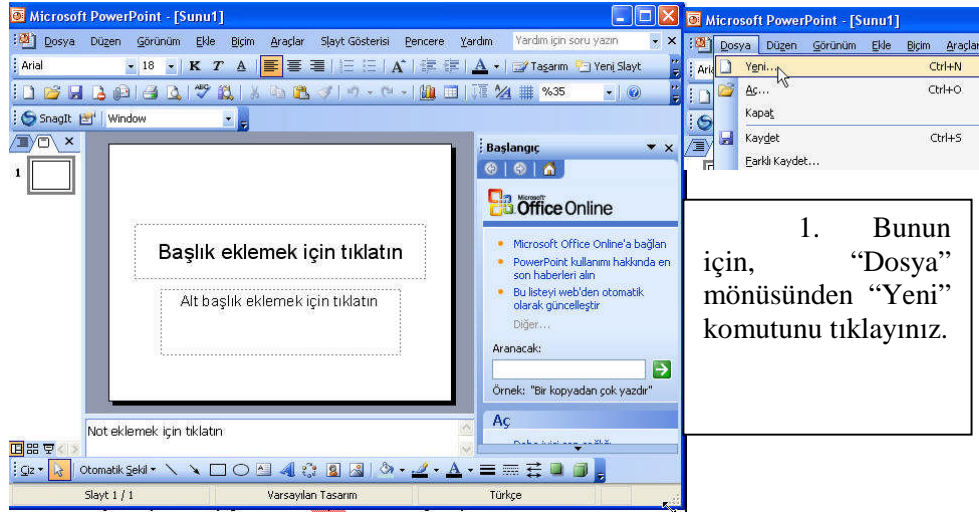 Microsoft PowerPoint - [Sunu1]
Dosya Düzen Görünüm Ekle Biçim Araçlar Slayt Gösterisi Pencere Yardım Yardım için soru yazın
Arial 18 K T A Tasarım Yeni Slayt
%35
SnagIt Window
1
Başlık eklemek için tıklatın
Alt başlık eklemek için tıklatın
Not eklemek için tıklatın
Başlangıç
Microsoft
Office Online
Microsoft Office Online'a bağlan
PowerPoint kullanımı hakkında en
son haberleri alın
Bu listeyi web'den otomatik
olarak güncelleştir
Diğer...
Aranacak:
Örnek: "Bir kopyadan çok yazdır"
Aç
Çiz Otomatik Şekil
Slayt 1 / 1 Varsayılan Tasarım Türkçe
Microsoft PowerPoint - [Sunu1]
Dosya Düzen Görünüm Ekle Biçim Araçlar
Yeni... Ctrl+N
Aç... Ctrl+O
Kapat
Kaydet Ctrl+S
Farklı Kaydet...
1. Bunun
için, “Dosya”
mönüsünden “Yeni”
komutunu tıklayınız.